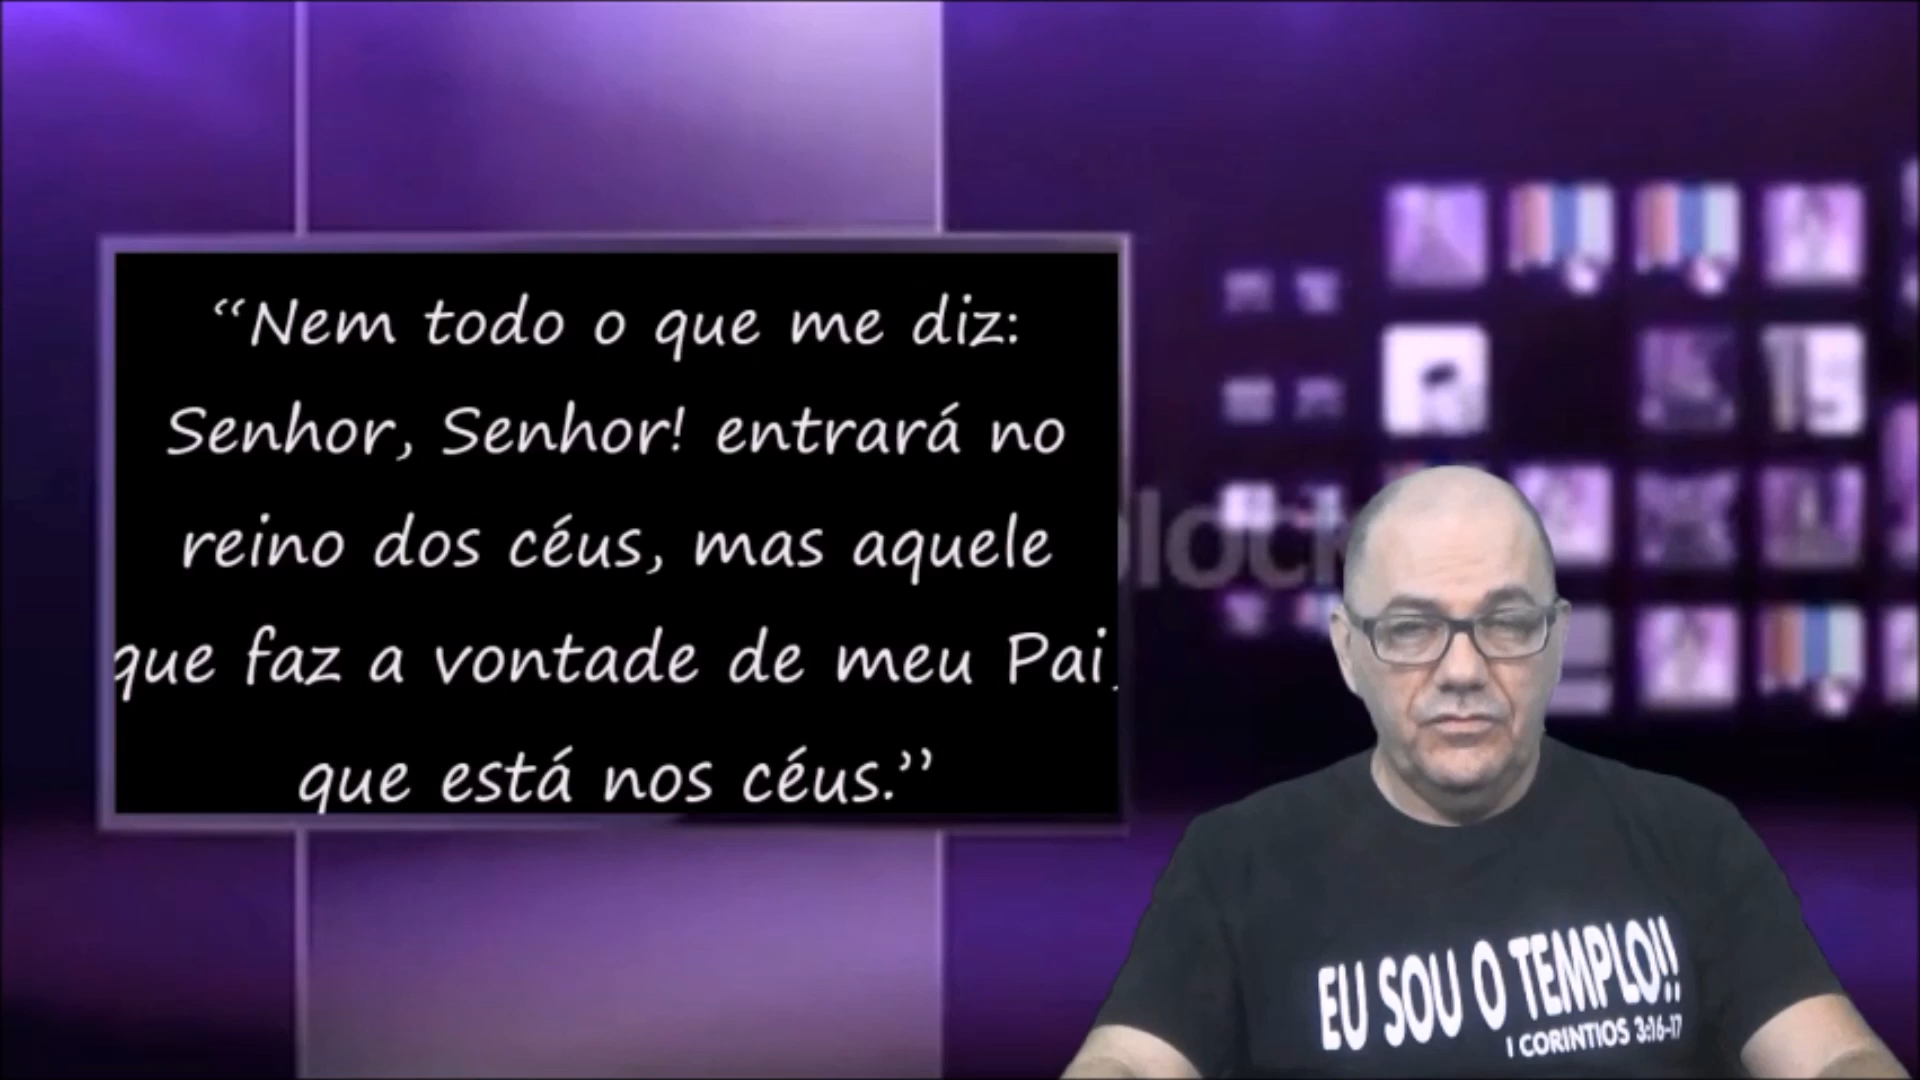 “Nem todo o que me diz:
Senhor, Senhor! entrará no
reino dos céus, mas aquele
que faz a vontade de meu Pai,
que está nos céus.”
lock
EU SOU O TEMPLO!!
I CORINTIOS 3:16-17